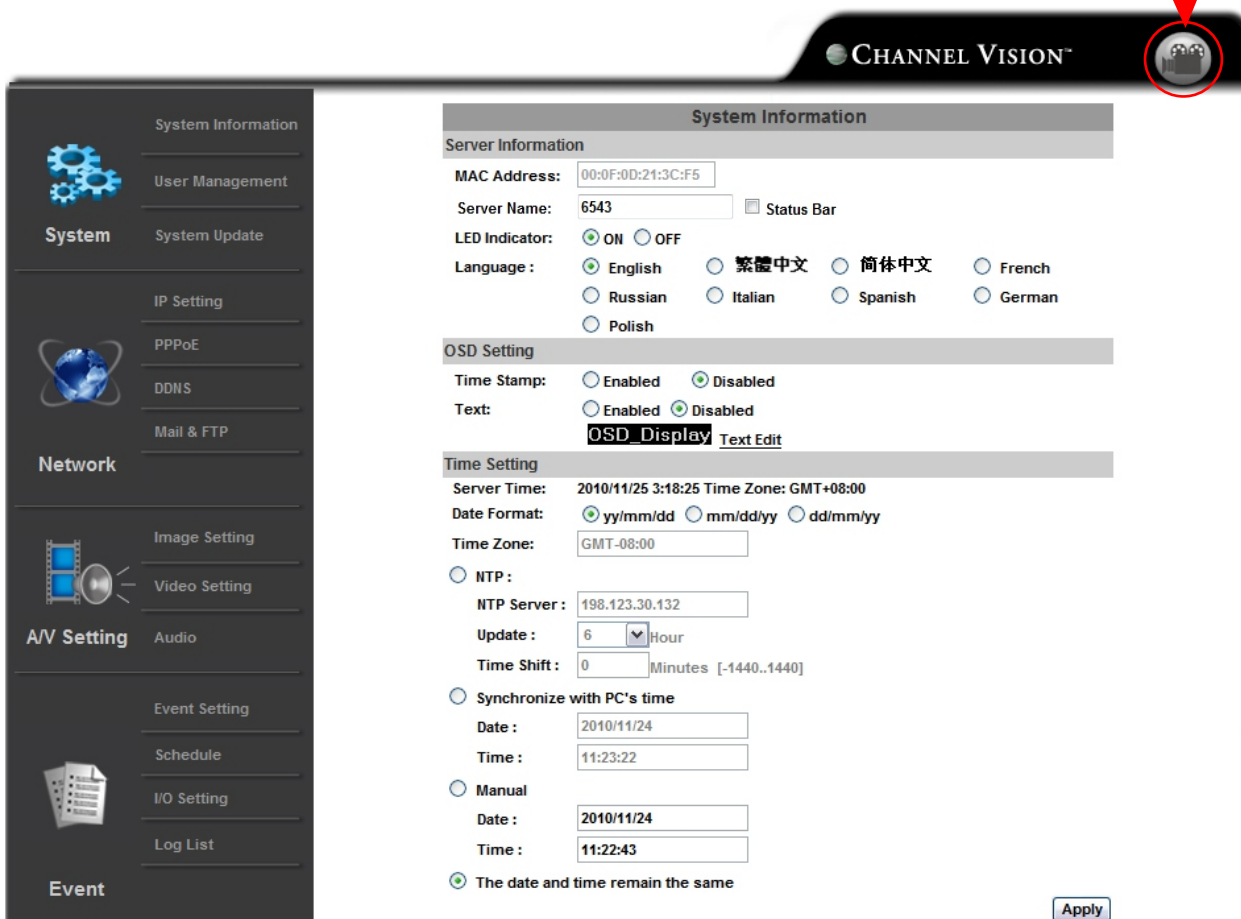 CHANNEL VISION™
System Information
User Management
System
System Update
IP Setting
PPPoE
DDNS
Mail & FTP
Network
Image Setting
Video Setting
A/V Setting
Audio
Event Setting
Schedule
I/O Setting
Log List
Event
System Information
Server Information
MAC Address: 00:0F:0D:21:3C:F5
Server Name: 6543 Status Bar
LED Indicator: ON OFF
Language : English 繁體中文 简体中文 French
Russian Italian Spanish German
Polish
OSD Setting
Time Stamp: Enabled Disabled
Text: Enabled Disabled
OSD_Display Text Edit
Time Setting
Server Time: 2010/11/25 3:18:25 Time Zone: GMT+08:00
Date Format: yy/mm/dd mm/dd/yy dd/mm/yy
Time Zone: GMT-08:00
NTP :
NTP Server : 198.123.30.132
Update : 6 Hour
Time Shift : 0 Minutes [-1440..1440]
Synchronize with PC's time
Date : 2010/11/24
Time : 11:23:22
Manual
Date : 2010/11/24
Time : 11:22:43
The date and time remain the same
Apply